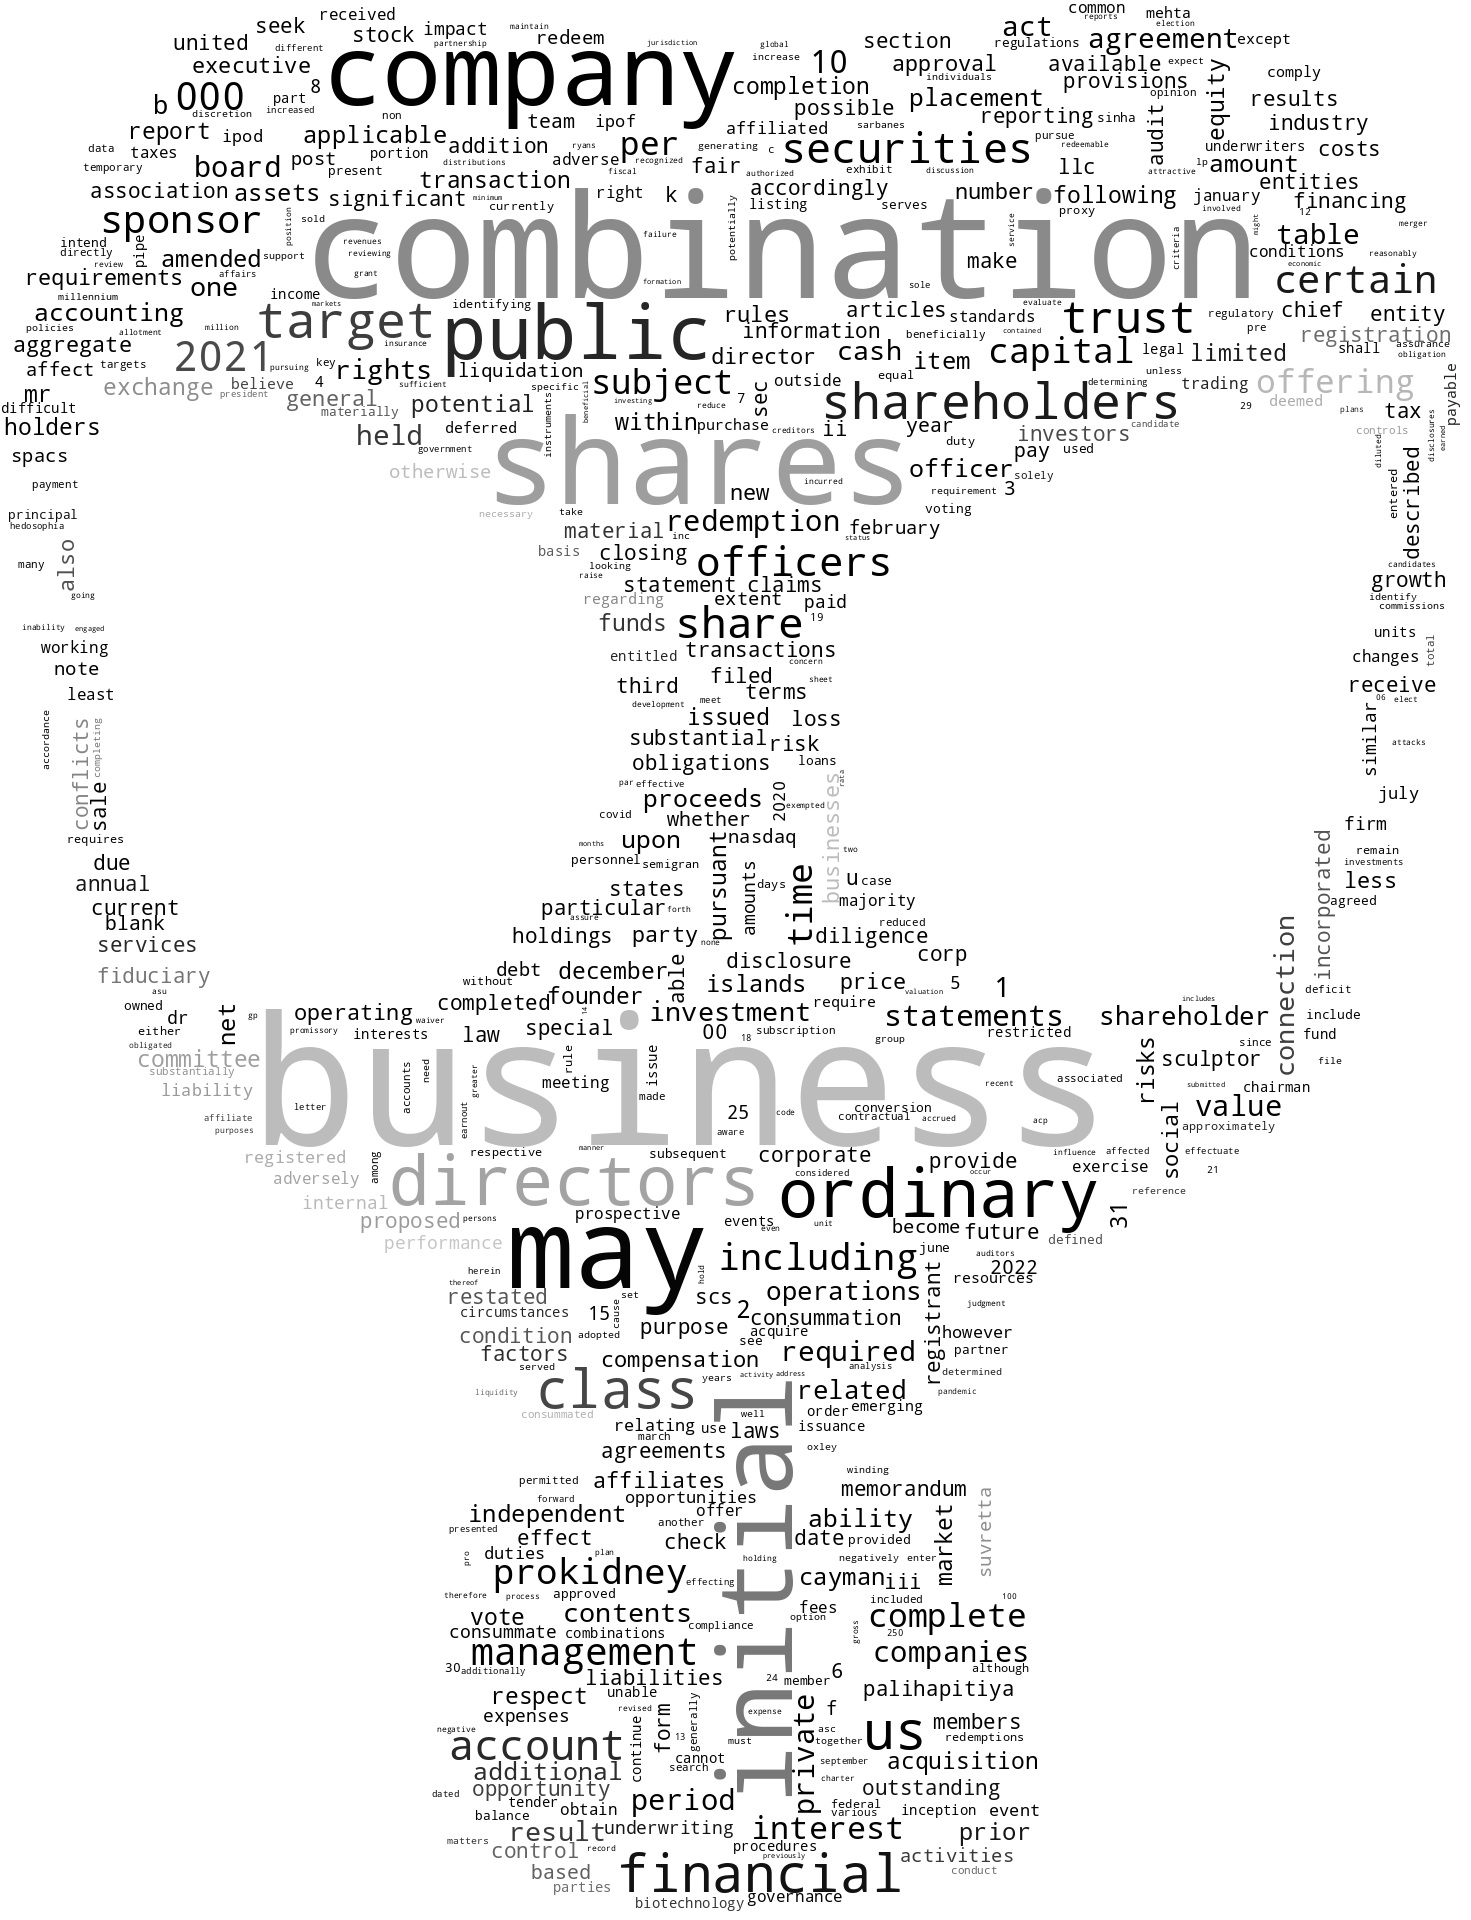 received common mehta
seek stock impact maintain redeem act reports election
united different partnership jurisdiction global section regulations agreement except
executive company increase 10 approval available expect
8 completion individuals provisions comply
b 000 part possible placement opinion equity results
discretion increased non team ipof affiliated sarbanes reporting sinha audit industry
report ipod applicable addition per generating pursue redeemable underwriters costs
data taxes portion ryans adverse recognized c securities llc lp
temporary board post present distributions fair exhibit discussion attractive amount
association assets significant transaction fiscal authorized accordingly number following january entities
minimum right k listing serves involved financing
sponsor position sold currently combination proxy 12 merger
intend directly pipe support revenues failure potentially service criteria might table
review amended affairs reviewing make conditions reasonably
requirements one grant formation sole economic certain
millennium income markets identifying articles evaluate
accounting target public rules standards trust regulatory chief entity
policies allotment million insurance information beneficially contained pre registration
aggregate 2021 key rights director cash item capital legal limited shall assurance obligation
affect targets pursuing liquidation equal unless
mr exchange believe 4 sufficient specific subject outside determining trading offering
president general instruments beneficial investing reduce 7 sec shareholders 29 deemed plans tax payable
difficult materially potential within purchase creditors ii year duty candidate controls disclosures earned
holders held deferred shares investors diluted
spacs government officer pay used
otherwise incurred solely described
payment new requirement 3 entered
principal necessary take redemption voting
hedosophia material inc february
also basis closing officers status
many looking candidates
raise statement claims growth
going regarding extent paid identify commissions
funds share 19
inability engaged units
working entitled transactions changes total
note concern
third filed sheet receive
least development meet terms 06 elect
accordance issued loss similar
conflicts completing substantial risk attacks
obligations loans
sale par effective businesses rata july
proceeds 2020 exempted
covid whether firm
requires upon nasdaq
months pursuant two remain
due personnel semigran investments
annual states amounts days time u case less
current particular forth majority agreed
blank assure reduced
services holdings party none diligence incorporated
disclosure corp connection
fiduciary debt december able
asu without islands price valuation 5 1 deficit
owned completed founder require includes
dr net gp operating waiver 14 investment statements shareholder include
either promissory interests law special 00 18 subscription restricted since fund
obligated group
committee business rule issue risks sculptor file
substantially accounts need greater meeting recent associated submitted chairman
liability made value
affiliate letter earnout 25 code conversion social
purposes aware contractual accrued acp approximately
registered among respective manner subsequent corporate provide influence affected effectuate
adversely considered occur exercise 21
internal directors ordinary reference
proposed persons prospective events unit become future 31
performance even defined
may including june auditors
herein hold 2022
thereof registrant resources
restated set scs operations
circumstances 15 cause 2 judgment
condition adopted purpose consummation
factors acquire however
see partner
served compensation required analysis determined
liquidity class years activity address related pandemic
consummated order emerging
relating use well issuance
march laws oxley
agreements initial
permitted affiliates winding
forward opportunities memorandum
independent offer ability market suvretta
presented effect another
check date provided
duties plan holding negatively enter
pro prokidney effecting cayman iii
therefore process approved 100
vote contents fees included
option complete
consummate combinations compliance gross 250
management companies
30 additionally liabilities 24 member 6 although
respect unable palihapitiya
expenses revised expense private f
negative form generally us members
account continue 13 must asc together redemptions
cannot september
additional search acquisition
opportunity charter outstanding
dated tender obtain period federal
balance various inception event
result underwriting interest prior
matters record procedures
control previously activities
based financial conduct
parties governance
biotechnology